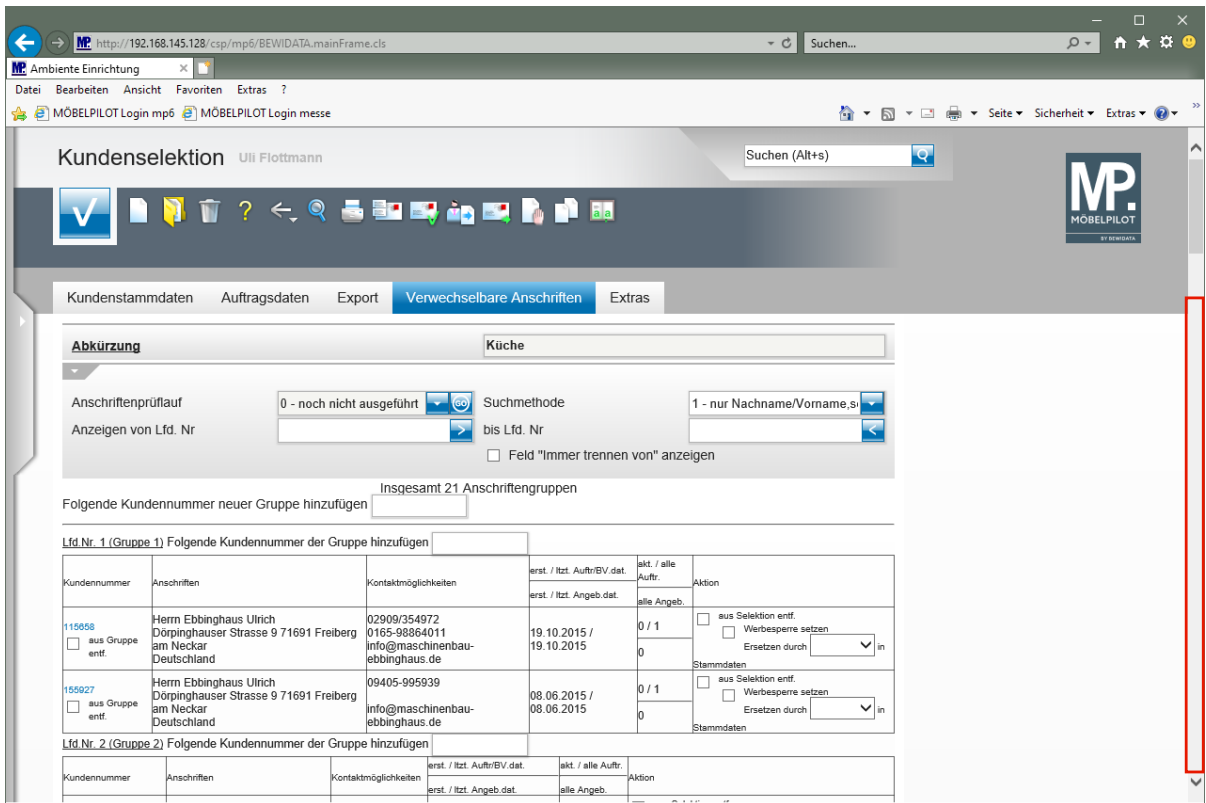 http://192.168.145.128/csp/mp6/BEWIDATA.mainFrame.cls
Suchen...
MP. Ambiente Einrichtung
Datei Bearbeiten Ansicht Favoriten Extras ?
MÖBELPILOT Login mp6 MÖBELPILOT Login messe
Seite Sicherheit Extras
Kundenselektion Uli Flottmann
Suchen (Alt+s)
MP.
MÖBELPILOT
BY BEWIDATA
Kundenstammdaten Auftragsdaten Export Verwechselbare Anschriften Extras
Abkürzung Küche
Anschriftenprüflauf 0 - noch nicht ausgeführt GO Suchmethode 1 - nur Nachname/Vorname,s
Anzeigen von Lfd. Nr bis Lfd. Nr
Feld "Immer trennen von" anzeigen
Insgesamt 21 Anschriftengruppen
Folgende Kundennummer neuer Gruppe hinzufügen
Lfd.Nr. 1 (Gruppe 1) Folgende Kundennummer der Gruppe hinzufügen
Kundennummer Anschriften Kontaktmöglichkeiten erst. / ltzt. Auftr/BV.dat. akt. / alle Auftr. Aktion
erst. / ltzt. Angeb.dat. alle Angeb.
115658
aus Gruppe
entf.
Herrn Ebbinghaus Ulrich
Dörpinghauser Strasse 9 71691 Freiberg
am Neckar
Deutschland
02909/354972
0165-98864011
info@maschinenbau-
ebbinghaus.de
19.10.2015 /
19.10.2015
0 / 1
0
aus Selektion entf.
Werbesperre setzen
Ersetzen durch in
Stammdaten
155927
aus Gruppe
entf.
Herrn Ebbinghaus Ulrich
Dörpinghauser Strasse 9 71691 Freiberg
am Neckar
Deutschland
09405-995939
info@maschinenbau-
ebbinghaus.de
08.06.2015 /
08.06.2015
0 / 1
0
aus Selektion entf.
Werbesperre setzen
Ersetzen durch in
Stammdaten
Lfd.Nr. 2 (Gruppe 2) Folgende Kundennummer der Gruppe hinzufügen
Kundennummer Anschriften Kontaktmöglichkeiten erst. / ltzt. Auftr/BV.dat. akt. / alle Auftr. Aktion
erst. / ltzt. Angeb.dat. alle Angeb.